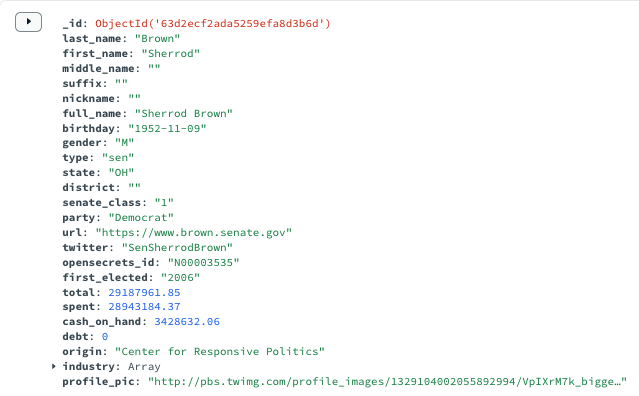 _id: ObjectId('63d2ecf2ada5259efa8d3b6d')
last_name: "Brown"
first_name: "Sherrod"
middle_name: ""
suffix: ""
nickname: ""
full_name: "Sherrod Brown"
birthday: "1952-11-09"
gender: "M"
type: "sen"
state: "OH"
district: ""
senate_class: "1"
party: "Democrat"
url: "https://www.brown.senate.gov"
twitter: "SenSherrodBrown"
opensecrets_id: "N00003535"
first_elected: "2006"
total: 29187961.85
spent: 28943184.37
cash_on_hand: 3428632.06
debt: 0
origin: "Center for Responsive Politics"
industry: Array
profile_pic: "http://pbs.twimg.com/profile_images/1329104002055892994/VpIXrM7k_bigge…"